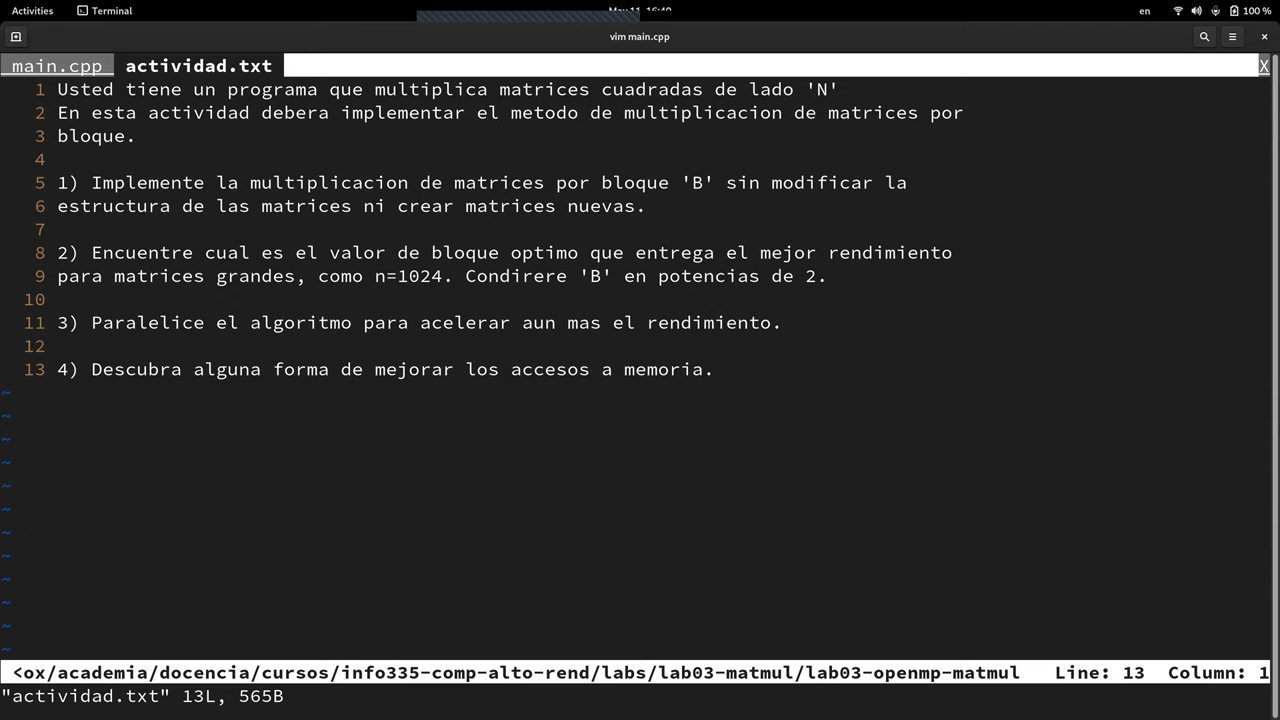 Activities Terminal en 100 %
vim main.cpp
main.cpp actividad.txt X
1 Usted tiene un programa que multiplica matrices cuadradas de lado 'N'
2 En esta actividad debera implementar el metodo de multiplicacion de matrices por
3 bloque.
4
5 1) Implemente la multiplicacion de matrices por bloque 'B' sin modificar la
6 estructura de las matrices ni crear matrices nuevas.
7
8 2) Encuentre cual es el valor de bloque optimo que entrega el mejor rendimiento
9 para matrices grandes, como n=1024. Condirere 'B' en potencias de 2.
10
11 3) Paralelice el algoritmo para acelerar aun mas el rendimiento.
12
13 4) Descubra alguna forma de mejorar los accesos a memoria.
~
~
~
~
~
~
~
~
~
~
~
~
<ox/academia/docencia/cursos/info335-comp-alto-rend/labs/lab03-matmul/lab03-openmp-matmul Line: 13 Column: 1
"actividad.txt" 13L, 565B